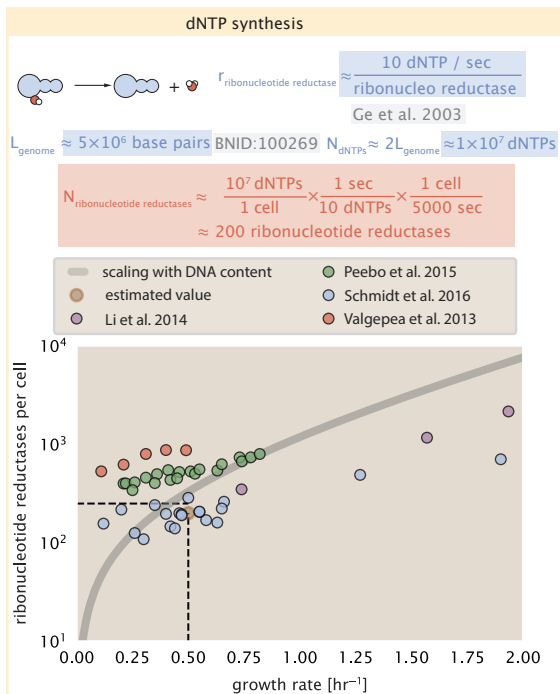 dNTP synthesis
r ribonucleotide reductase ≈ 10 dNTP / sec / ribonucleo reductase
Ge et al. 2003
L genome ≈ 5×10⁶ base pairs BNID:100269 N dNTPs ≈ 2L genome ≈1×10⁷ dNTPs
N ribonucleotide reductases ≈ 10⁷ dNTPs / 1 cell × 1 sec / 10 dNTPs × 1 cell / 5000 sec
≈ 200 ribonucleotide reductases
scaling with DNA content
estimated value
Li et al. 2014
Peebo et al. 2015
Schmidt et al. 2016
Valgepea et al. 2013
ribonucleotide reductases per cell
10⁴
10³
10²
10¹
0.00 0.25 0.50 0.75 1.00 1.25 1.50 1.75 2.00
growth rate [hr⁻¹]